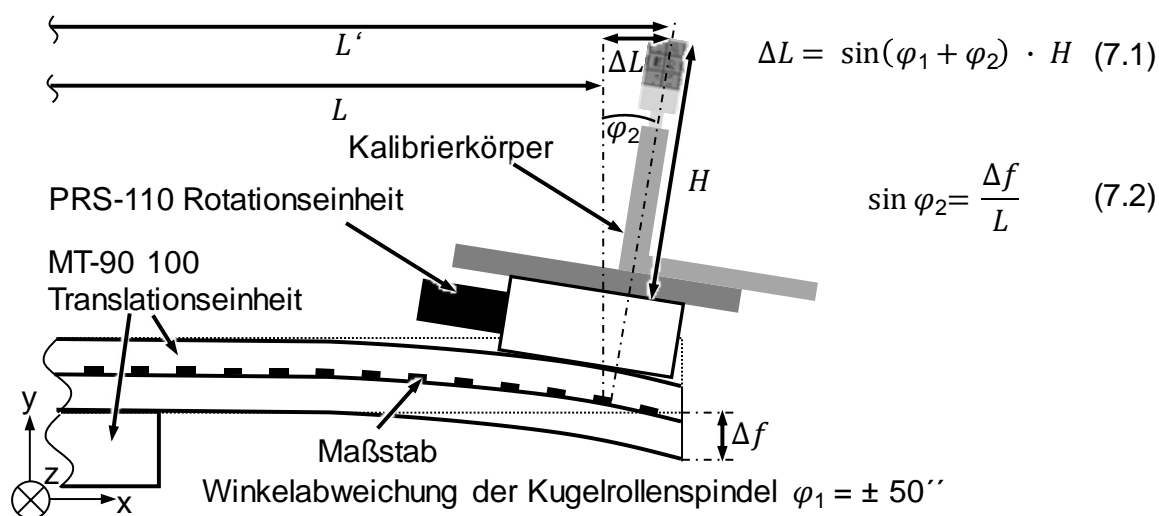 L‘
ΔL = sin(φ₁ + φ₂) · H (7.1)
ΔL
L
φ₂
Kalibrierkörper
H
sin φ₂= Δf / L (7.2)
PRS-110 Rotationseinheit
MT-90 100
Translationseinheit
y
Δf
Maßstab
z
x
Winkelabweichung der Kugelrollenspindel φ₁ = ± 50´´